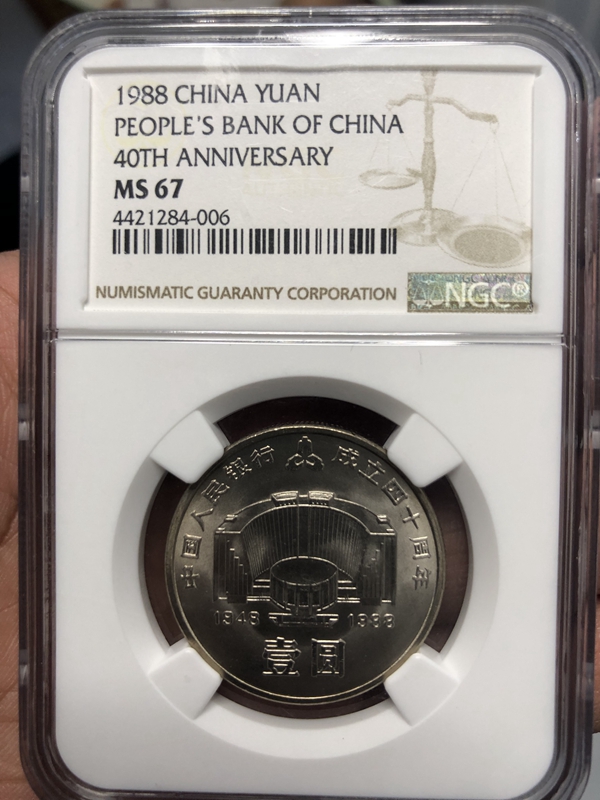 1988 CHINA YUAN
PEOPLE'S BANK OF CHINA
40TH ANNIVERSARY
MS 67
4421284-006
NUMISMATIC GUARANTY CORPORATION
NGC®
中国人民银行 成立四十周年
1948 1988
壹圆